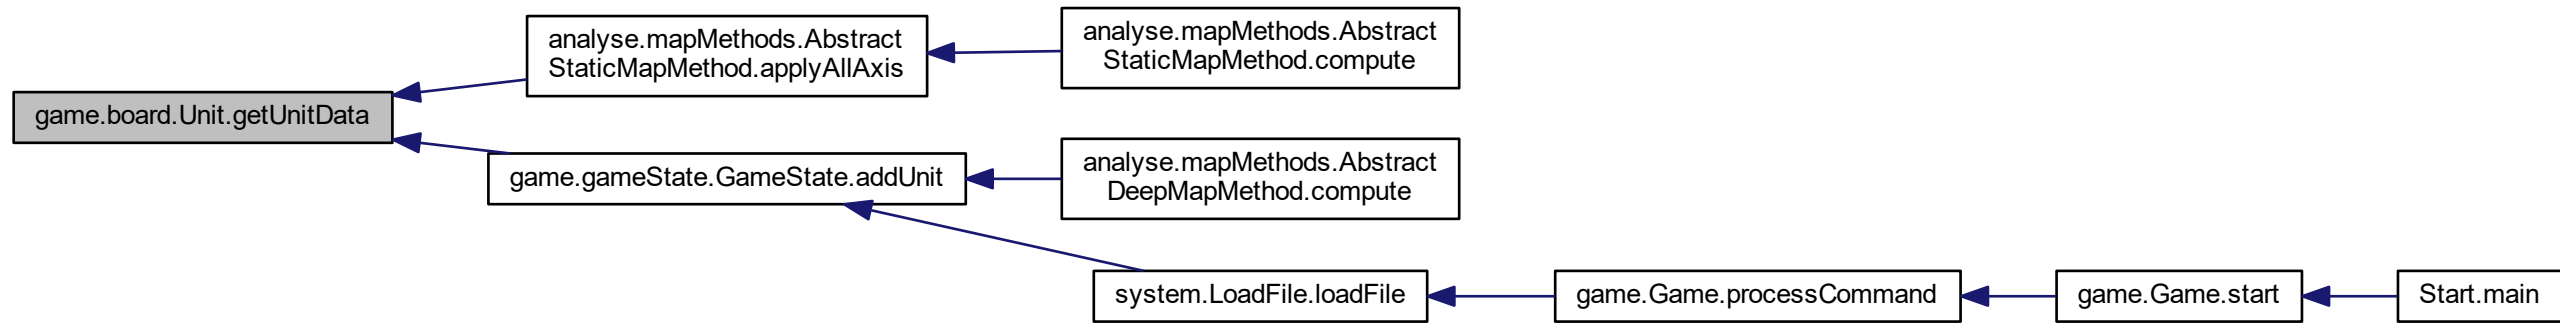 analyse.mapMethods.Abstract
StaticMapMethod.applyAllAxis
analyse.mapMethods.Abstract
StaticMapMethod.compute
game.board.Unit.getUnitData
game.gameState.GameState.addUnit
analyse.mapMethods.Abstract
DeepMapMethod.compute
system.LoadFile.loadFile
game.Game.processCommand
game.Game.start
Start.main